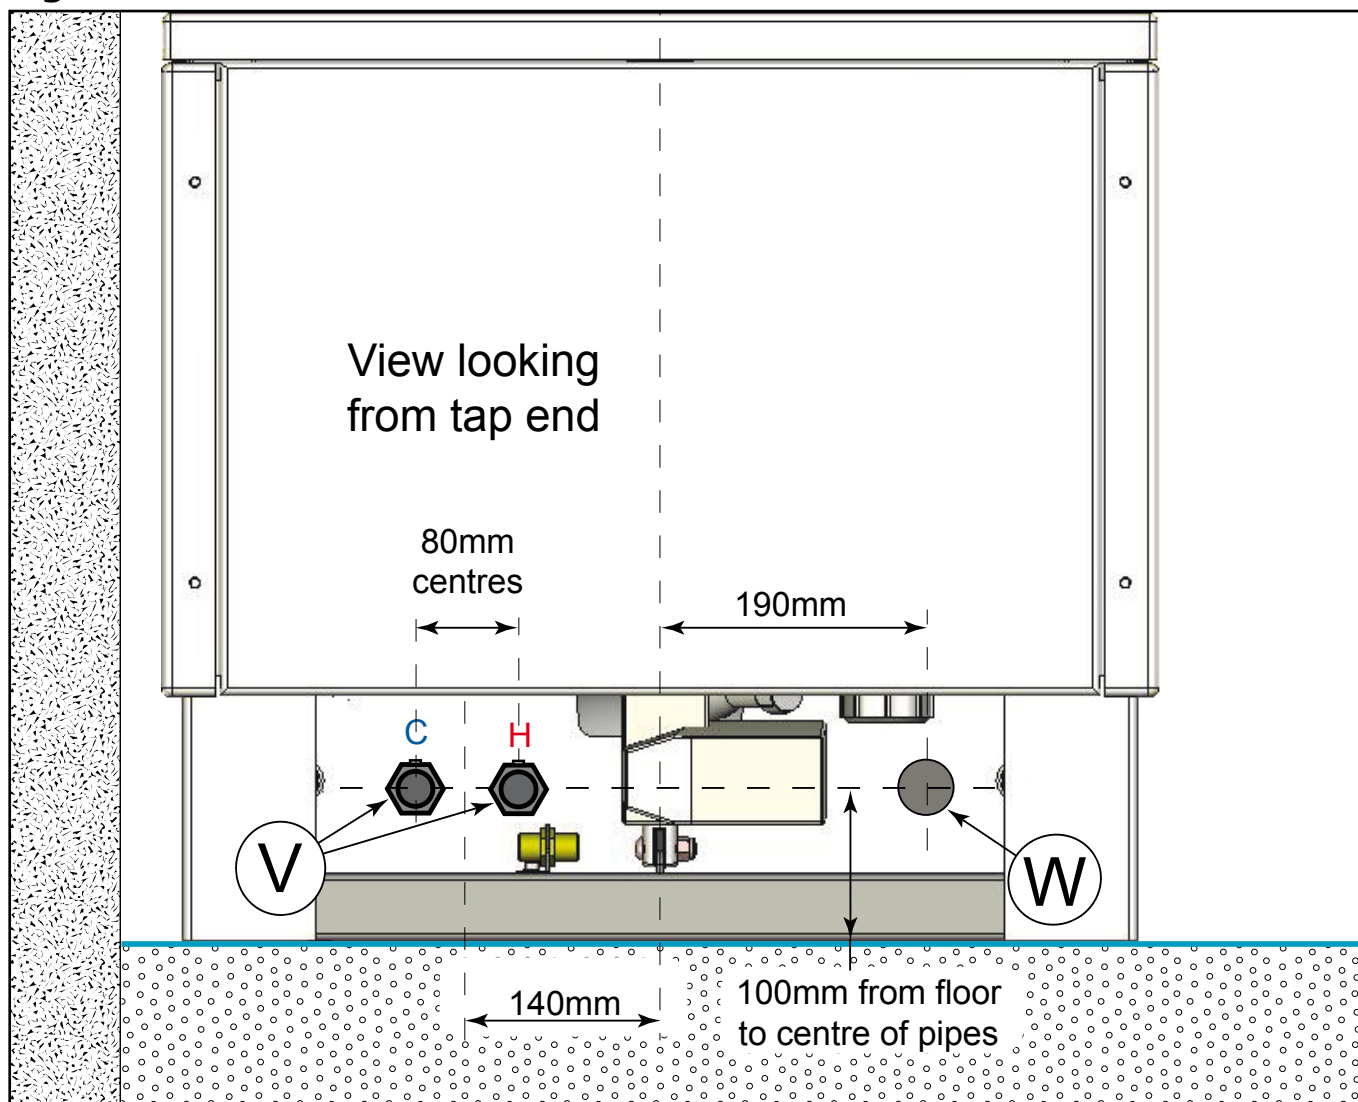 View looking
from tap end
80mm
centres
190mm
C
H
V
W
140mm
100mm from floor
to centre of pipes